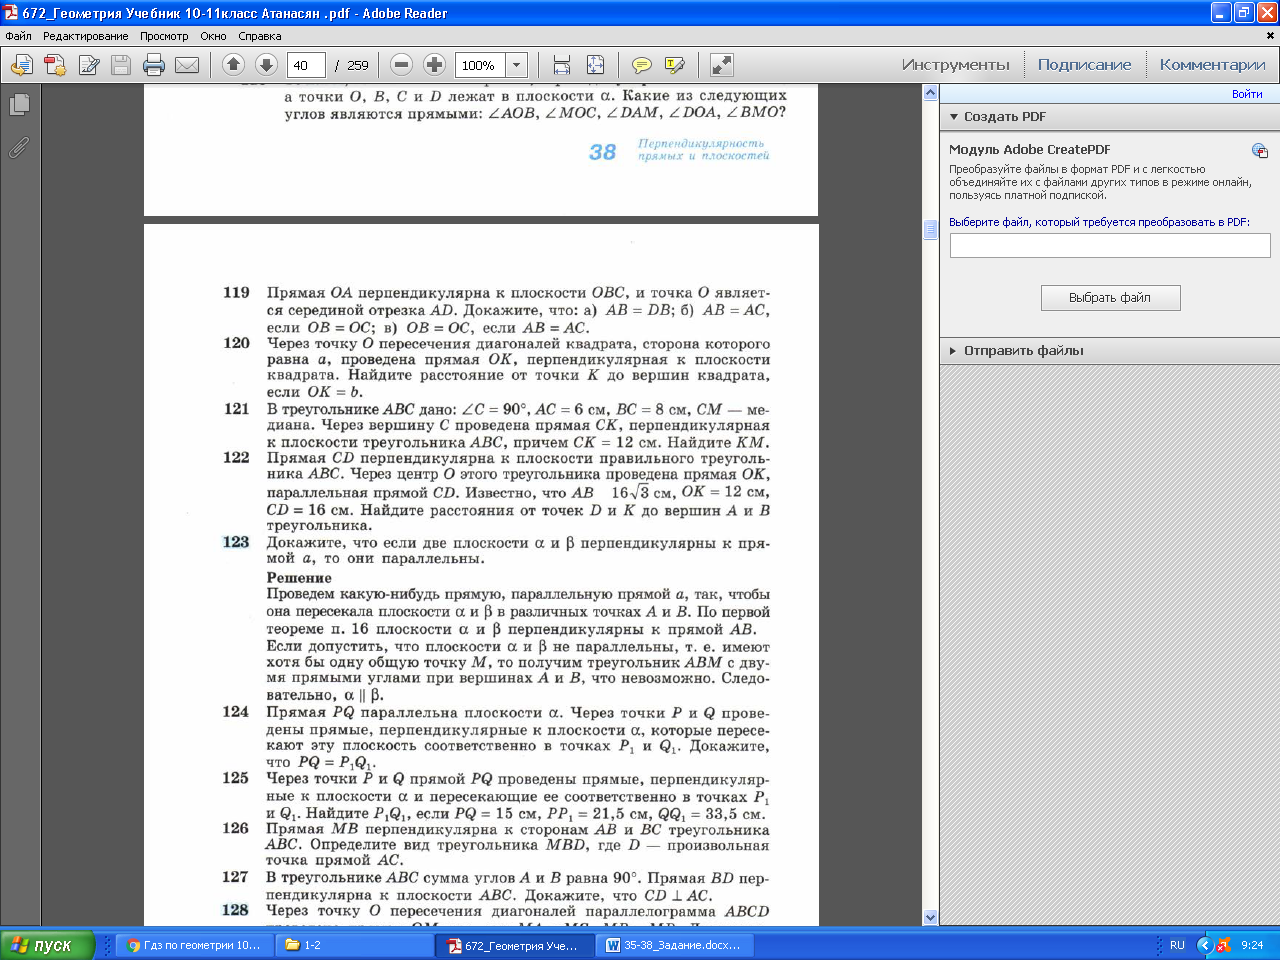 672_Геометрия Учебник 10-11класс Атанасян .pdf - Adobe Reader
Файл Редактирование Просмотр Окно Справка
40 / 259 100% Инструменты Подписание Комментарии
Войти
Создать PDF
Модуль Adobe CreatePDF
Преобразуйте файлы в формат PDF и с легкостью
объединяйте их с файлами других типов в режиме онлайн,
пользуясь платной подпиской.
Выберите файл, который требуется преобразовать в PDF:
Выбрать файл
Отправить файлы
а точки O, B, C и D лежат в плоскости α. Какие из следующих
углов являются прямыми: ∠AOB, ∠MOC, ∠DAM, ∠DOA, ∠BMO?
38 Перпендикулярность
прямых и плоскостей
119 Прямая OA перпендикулярна к плоскости OBC, и точка O являет-
ся серединой отрезка AD. Докажите, что: а) AB = DB; б) AB = AC,
если OB = OC; в) OB = OC, если AB = AC.
120 Через точку O пересечения диагоналей квадрата, сторона которого
равна a, проведена прямая OK, перпендикулярная к плоскости
квадрата. Найдите расстояние от точки K до вершин квадрата,
если OK = b.
121 В треугольнике ABC дано: ∠C = 90°, AC = 6 см, BC = 8 см, CM — ме-
диана. Через вершину C проведена прямая CK, перпендикулярная
к плоскости треугольника ABC, причем CK = 12 см. Найдите KM.
122 Прямая CD перпендикулярна к плоскости правильного треуголь-
ника ABC. Через центр O этого треугольника проведена прямая OK,
параллельная прямой CD. Известно, что AB 16√3 см, OK = 12 см,
CD = 16 см. Найдите расстояния от точек D и K до вершин A и B
треугольника.
123 Докажите, что если две плоскости α и β перпендикулярны к пря-
мой a, то они параллельны.
Решение
Проведем какую-нибудь прямую, параллельную прямой a, так, чтобы
она пересекала плоскости α и β в различных точках A и B. По первой
теореме п. 16 плоскости α и β перпендикулярны к прямой AB.
Если допустить, что плоскости α и β не параллельны, т. е. имеют
хотя бы одну общую точку M, то получим треугольник ABM с дву-
мя прямыми углами при вершинах A и B, что невозможно. Следо-
вательно, α || β.
124 Прямая PQ параллельна плоскости α. Через точки P и Q прове-
дены прямые, перпендикулярные к плоскости α, которые пересе-
кают эту плоскость соответственно в точках P₁ и Q₁. Докажите,
что PQ = P₁Q₁.
125 Через точки P и Q прямой PQ проведены прямые, перпендикуляр-
ные к плоскости α и пересекающие ее соответственно в точках P₁
и Q₁. Найдите P₁Q₁, если PQ = 15 см, PP₁ = 21,5 см, QQ₁ = 33,5 см.
126 Прямая MB перпендикулярна к сторонам AB и BC треугольника
ABC. Определите вид треугольника MBD, где D — произвольная
точка прямой AC.
127 В треугольнике ABC сумма углов A и B равна 90°. Прямая BD пер-
пендикулярна к плоскости ABC. Докажите, что CD ⊥ AC.
128 Через точку O пересечения диагоналей параллелограмма ABCD
пуск Гдз по геометрии 10... 1-2 672_Геометрия Уче... 35-38_Задание.docx... RU 9:24